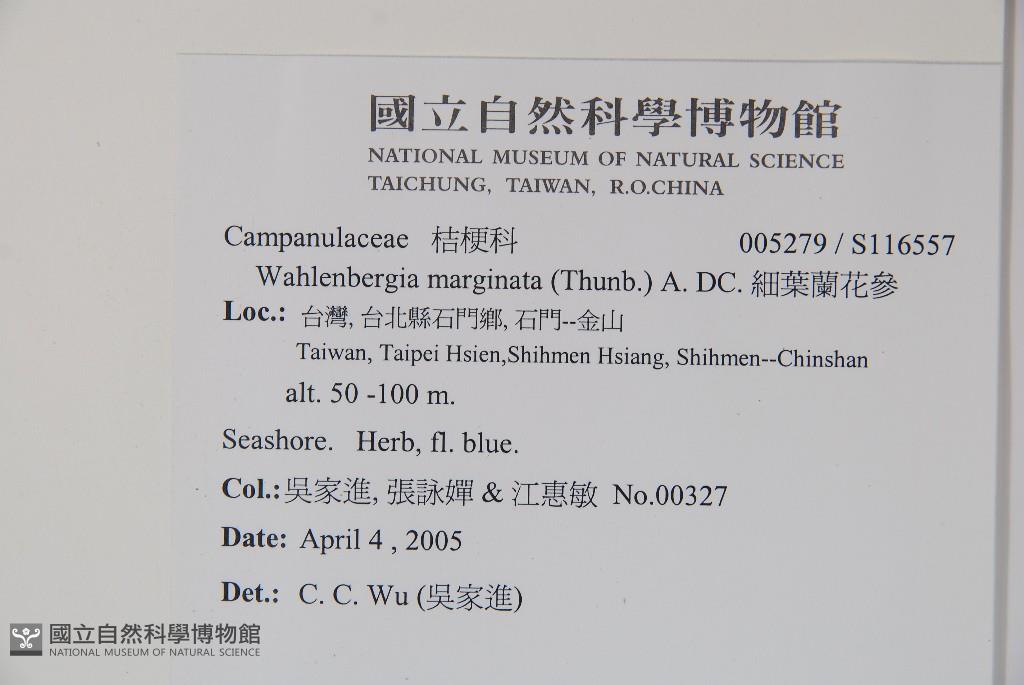 國立自然科學博物館
NATIONAL MUSEUM OF NATURAL SCIENCE
TAICHUNG, TAIWAN, R.O.CHINA
Campanulaceae 桔梗科 005279 / S116557
Wahlenbergia marginata (Thunb.) A. DC. 細葉蘭花參
Loc.: 台灣, 台北縣石門鄉, 石門--金山
Taiwan, Taipei Hsien,Shihmen Hsiang, Shihmen--Chinshan
alt. 50 -100 m.
Seashore. Herb, fl. blue.
Col.: 吳家進, 張詠嬋 & 江惠敏 No.00327
Date: April 4 , 2005
Det.: C. C. Wu (吳家進)
國立自然科學博物館
NATIONAL MUSEUM OF NATURAL SCIENCE